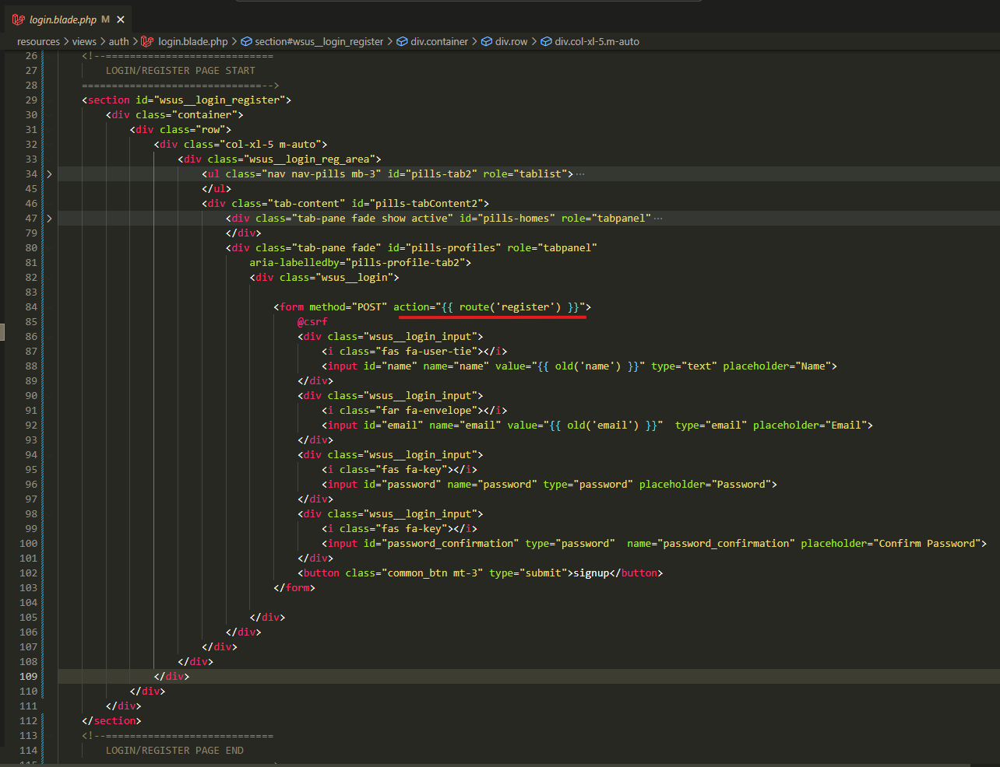 login.blade.php M ×
resources > views > auth > login.blade.php > section#wsus__login_register > div.container > div.row > div.col-xl-5.m-auto
26 <!--============================
27 LOGIN/REGISTER PAGE START
28 ==============================-->
29 <section id="wsus__login_register">
30 <div class="container">
31 <div class="row">
32 <div class="col-xl-5 m-auto">
33 <div class="wsus__login_reg_area">
34 <ul class="nav nav-pills mb-3" id="pills-tab2" role="tablist">···
45 </ul>
46 <div class="tab-content" id="pills-tabContent2">
47 <div class="tab-pane fade show active" id="pills-homes" role="tabpanel"···
79 </div>
80 <div class="tab-pane fade" id="pills-profiles" role="tabpanel"
81 aria-labelledby="pills-profile-tab2">
82 <div class="wsus__login">
83
84 <form method="POST" action="{{ route('register') }}">
85 @csrf
86 <div class="wsus__login_input">
87 <i class="fas fa-user-tie"></i>
88 <input id="name" name="name" value="{{ old('name') }}" type="text" placeholder="Name">
89 </div>
90 <div class="wsus__login_input">
91 <i class="far fa-envelope"></i>
92 <input id="email" name="email" value="{{ old('email') }}"  type="email" placeholder="Email">
93 </div>
94 <div class="wsus__login_input">
95 <i class="fas fa-key"></i>
96 <input id="password" name="password" type="password" placeholder="Password">
97 </div>
98 <div class="wsus__login_input">
99 <i class="fas fa-key"></i>
100 <input id="password_confirmation" type="password"  name="password_confirmation" placeholder="Confirm Password">
101 </div>
102 <button class="common_btn mt-3" type="submit">signup</button>
103 </form>
104
105 </div>
106 </div>
107 </div>
108 </div>
109 </div>
110 </div>
111 </div>
112 </section>
113 <!--============================
114 LOGIN/REGISTER PAGE END